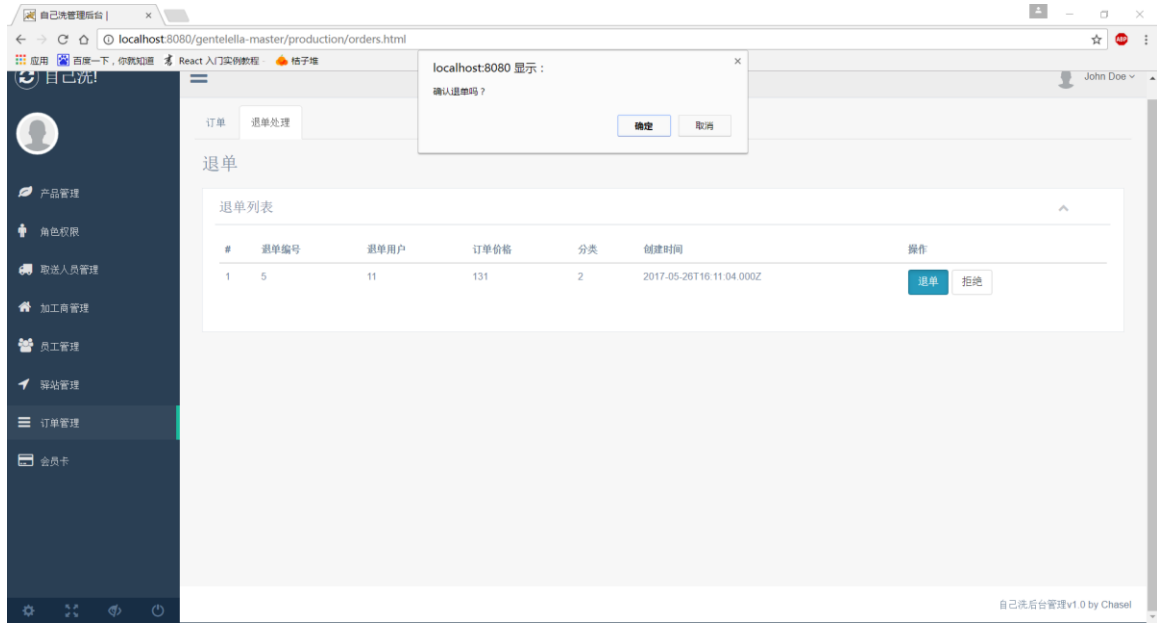 自己洗管理后台 |
localhost:8080/gentelella-master/production/orders.html
ABP
应用 百度一下，你就知道 React 入门实例教程 桔子堆
localhost:8080 显示：
确认退单吗？
确定 取消
自己洗!
John Doe
订单 退单处理
退单
产品管理
角色权限
取送人员管理
加工商管理
员工管理
驿站管理
订单管理
会员卡
退单列表
# 退单编号 退单用户 订单价格 分类 创建时间 操作
1 5 11 131 2 2017-05-26T16:11:04.000Z 退单 拒绝
自己洗后台管理v1.0 by Chasel